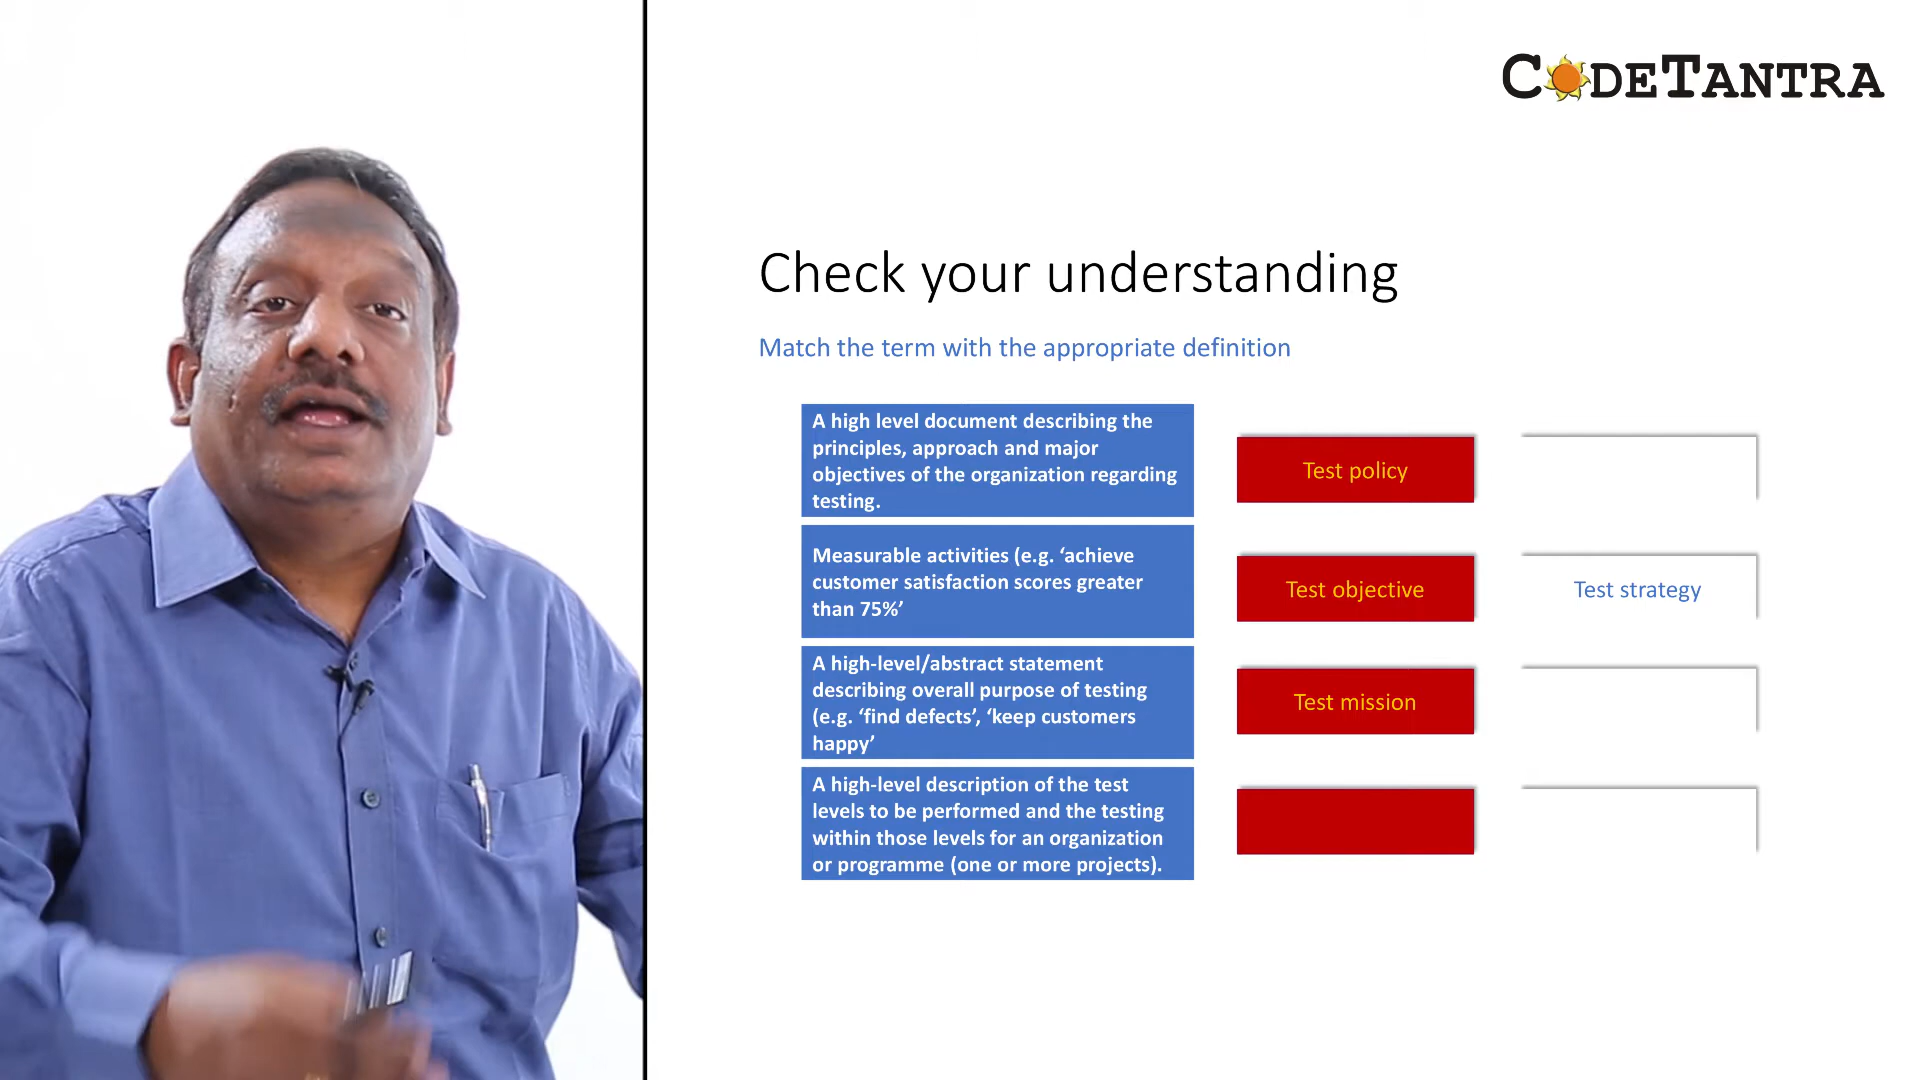 CODETANTRA
Check your understanding
Match the term with the appropriate definition
A high level document describing the
principles, approach and major
objectives of the organization regarding
testing.
Test policy
Measurable activities (e.g. ‘achieve
customer satisfaction scores greater
than 75%’
Test objective
Test strategy
A high-level/abstract statement
describing overall purpose of testing
(e.g. ‘find defects’, ‘keep customers
happy’
Test mission
A high-level description of the test
levels to be performed and the testing
within those levels for an organization
or programme (one or more projects).